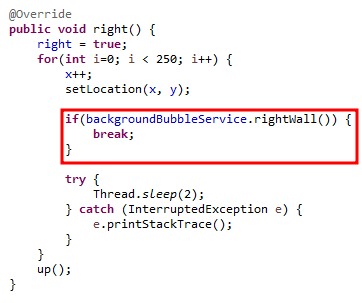 @Override
public void right() {
    right = true;
    for(int i=0; i < 250; i++) {
        x++;
        setLocation(x, y);

        if(backgroundBubbleService.rightWall()) {
            break;
        }

        try {
            Thread.sleep(2);
        } catch (InterruptedException e) {
            e.printStackTrace();
        }
    }
    up();
}